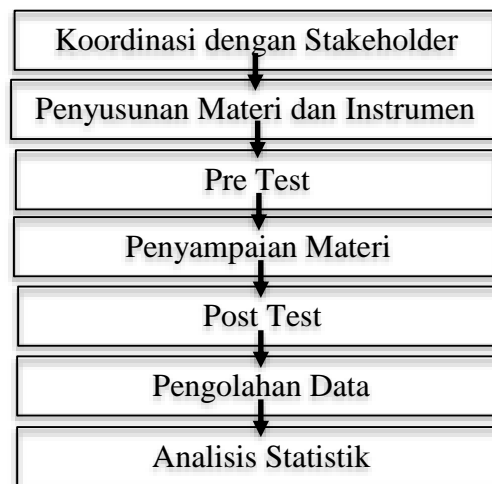 Koordinasi dengan Stakeholder
Penyusunan Materi dan Instrumen
Pre Test
Penyampaian Materi
Post Test
Pengolahan Data
Analisis Statistik